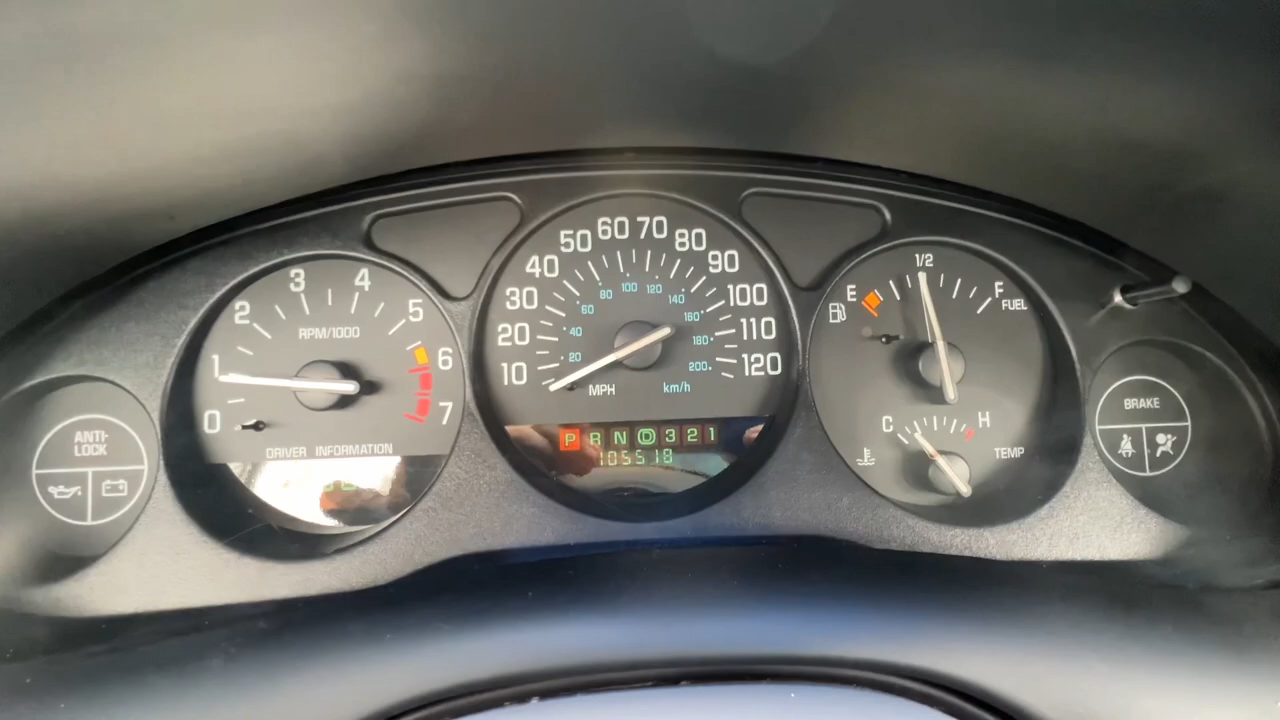 0
1
2
3
4
5
6
7
RPM/1000
DRIVER INFORMATION
10
20
30
40
50
60
70
80
90
100
110
120
20
40
60
80
100
120
140
160
180
200
MPH
km/h
P R N D 3 2 1
105518
E
1/2
F
FUEL
C
H
TEMP
ANTI-
LOCK
BRAKE